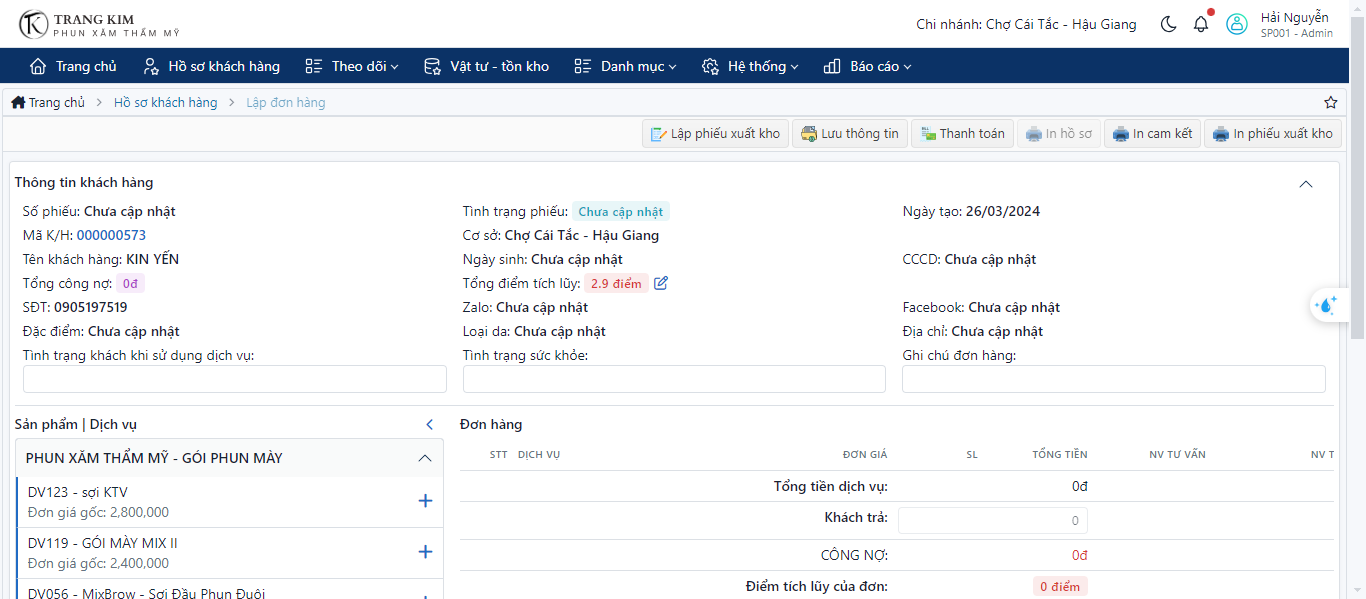 TRANG KIM
PHUN XĂM THẨM MỸ
Chi nhánh: Chợ Cái Tắc - Hậu Giang
Hải Nguyễn
SP001 - Admin
Trang chủ
Hồ sơ khách hàng
Theo dõi
Vật tư - tồn kho
Danh mục
Hệ thống
Báo cáo
Trang chủ > Hồ sơ khách hàng > Lập đơn hàng
Lập phiếu xuất kho
Lưu thông tin
Thanh toán
In hồ sơ
In cam kết
In phiếu xuất kho
Thông tin khách hàng
Số phiếu: Chưa cập nhật
Tình trạng phiếu: Chưa cập nhật
Ngày tạo: 26/03/2024
Mã K/H: 000000573
Cơ sở: Chợ Cái Tắc - Hậu Giang
Tên khách hàng: KIN YẾN
Ngày sinh: Chưa cập nhật
CCCD: Chưa cập nhật
Tổng công nợ: 0đ
Tổng điểm tích lũy: 2.9 điểm
SĐT: 0905197519
Zalo: Chưa cập nhật
Facebook: Chưa cập nhật
Đặc điểm: Chưa cập nhật
Loại da: Chưa cập nhật
Địa chỉ: Chưa cập nhật
Tình trạng khách khi sử dụng dịch vụ:
Tình trạng sức khỏe:
Ghi chú đơn hàng:
Sản phẩm | Dịch vụ
PHUN XĂM THẨM MỸ - GÓI PHUN MÀY
DV123 - sợi KTV
Đơn giá gốc: 2,800,000
DV119 - GÓI MÀY MIX II
Đơn giá gốc: 2,400,000
DV056 - MixBrow - Sợi Đầu Phun Đuôi
Đơn hàng
STT DỊCH VỤ ĐƠN GIÁ SL TỔNG TIỀN NV TƯ VẤN NV T
Tổng tiền dịch vụ: 0đ
Khách trả: 0
CÔNG NỢ: 0đ
Điểm tích lũy của đơn: 0 điểm